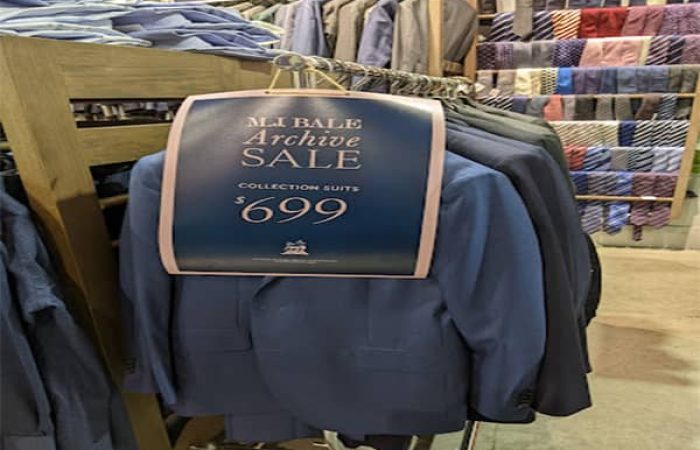 M.J. BALE
Archive
SALE
COLLECTION SUITS
$699